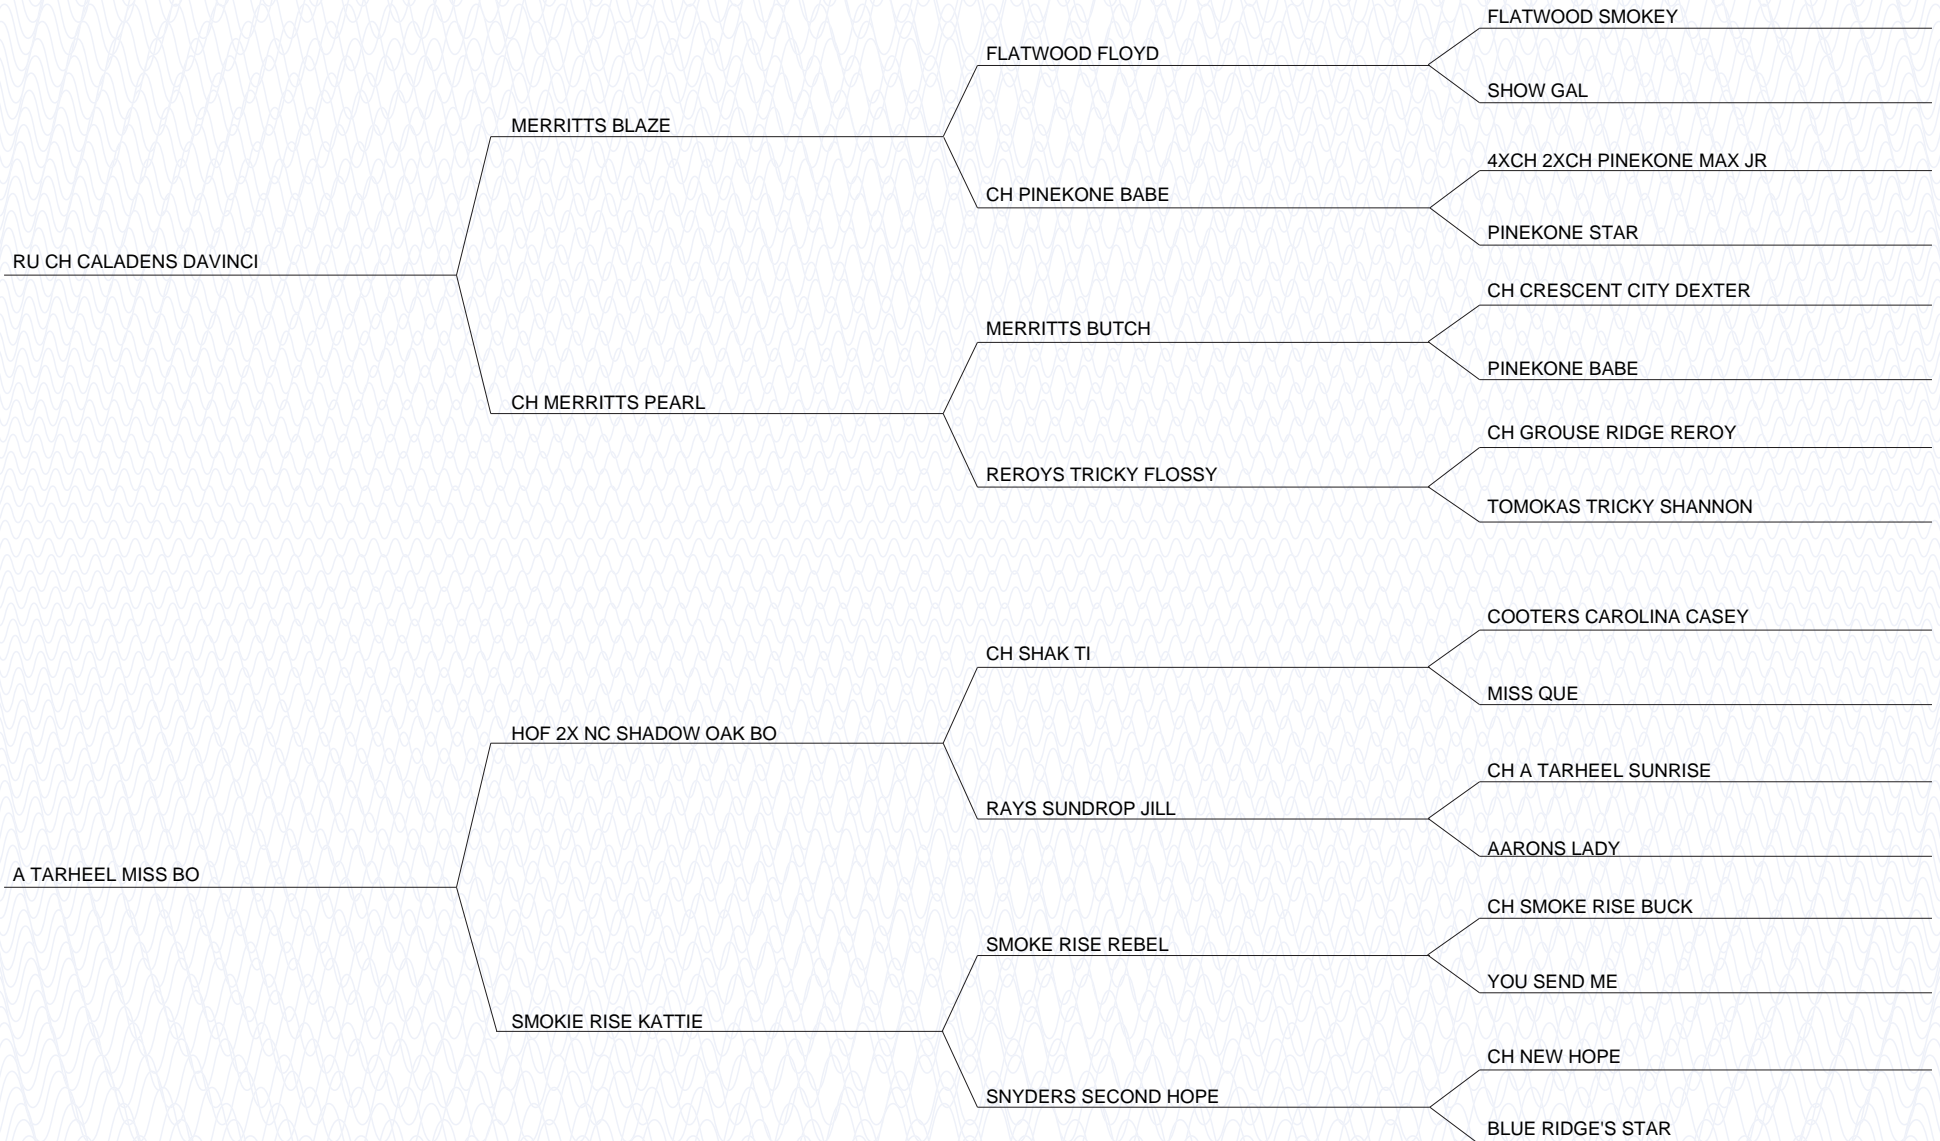 FLATWOOD SMOKEY
FLATWOOD FLOYD
SHOW GAL
MERRITTS BLAZE
4XCH 2XCH PINEKONE MAX JR
CH PINEKONE BABE
PINEKONE STAR
RU CH CALADENS DAVINCI
CH CRESCENT CITY DEXTER
MERRITTS BUTCH
PINEKONE BABE
CH MERRITTS PEARL
CH GROUSE RIDGE REROY
REROYS TRICKY FLOSSY
TOMOKAS TRICKY SHANNON
COOTERS CAROLINA CASEY
CH SHAK TI
MISS QUE
HOF 2X NC SHADOW OAK BO
CH A TARHEEL SUNRISE
RAYS SUNDROP JILL
AARONS LADY
A TARHEEL MISS BO
CH SMOKE RISE BUCK
SMOKE RISE REBEL
YOU SEND ME
SMOKIE RISE KATTIE
CH NEW HOPE
SNYDERS SECOND HOPE
BLUE RIDGE'S STAR